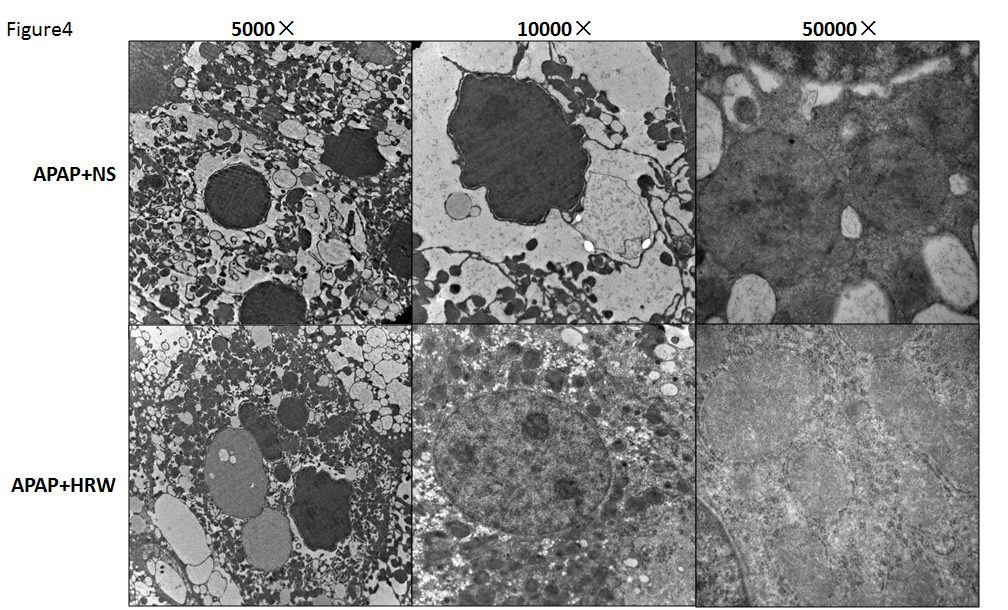 Figure4
5000×
10000×
50000×
APAP+NS
APAP+HRW